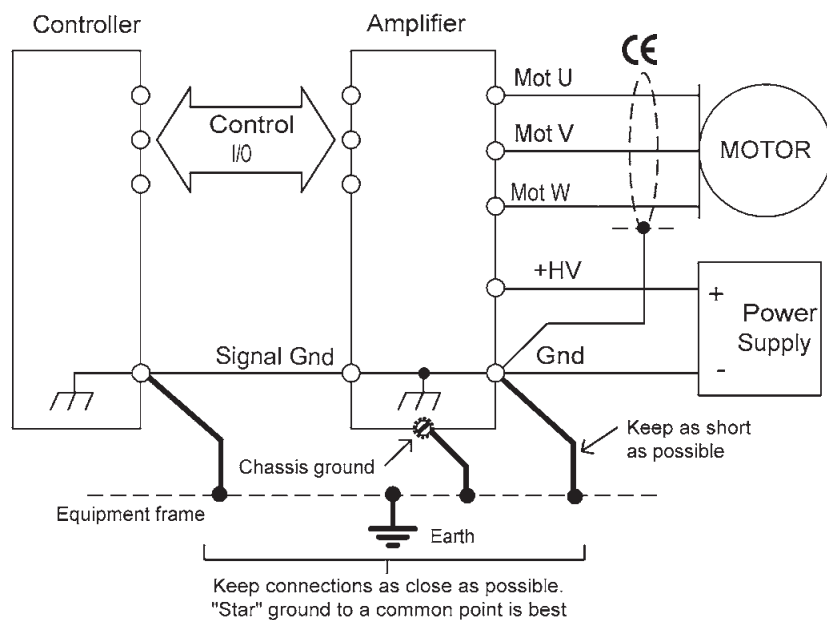 Controller
Amplifier
CE
Mot U
Control
I/O
Mot V
MOTOR
Mot W
+HV
+
Power
Supply
Signal Gnd
Gnd
-
Keep as short
as possible
Chassis ground
Equipment frame
Earth
Keep connections as close as possible.
"Star" ground to a common point is best